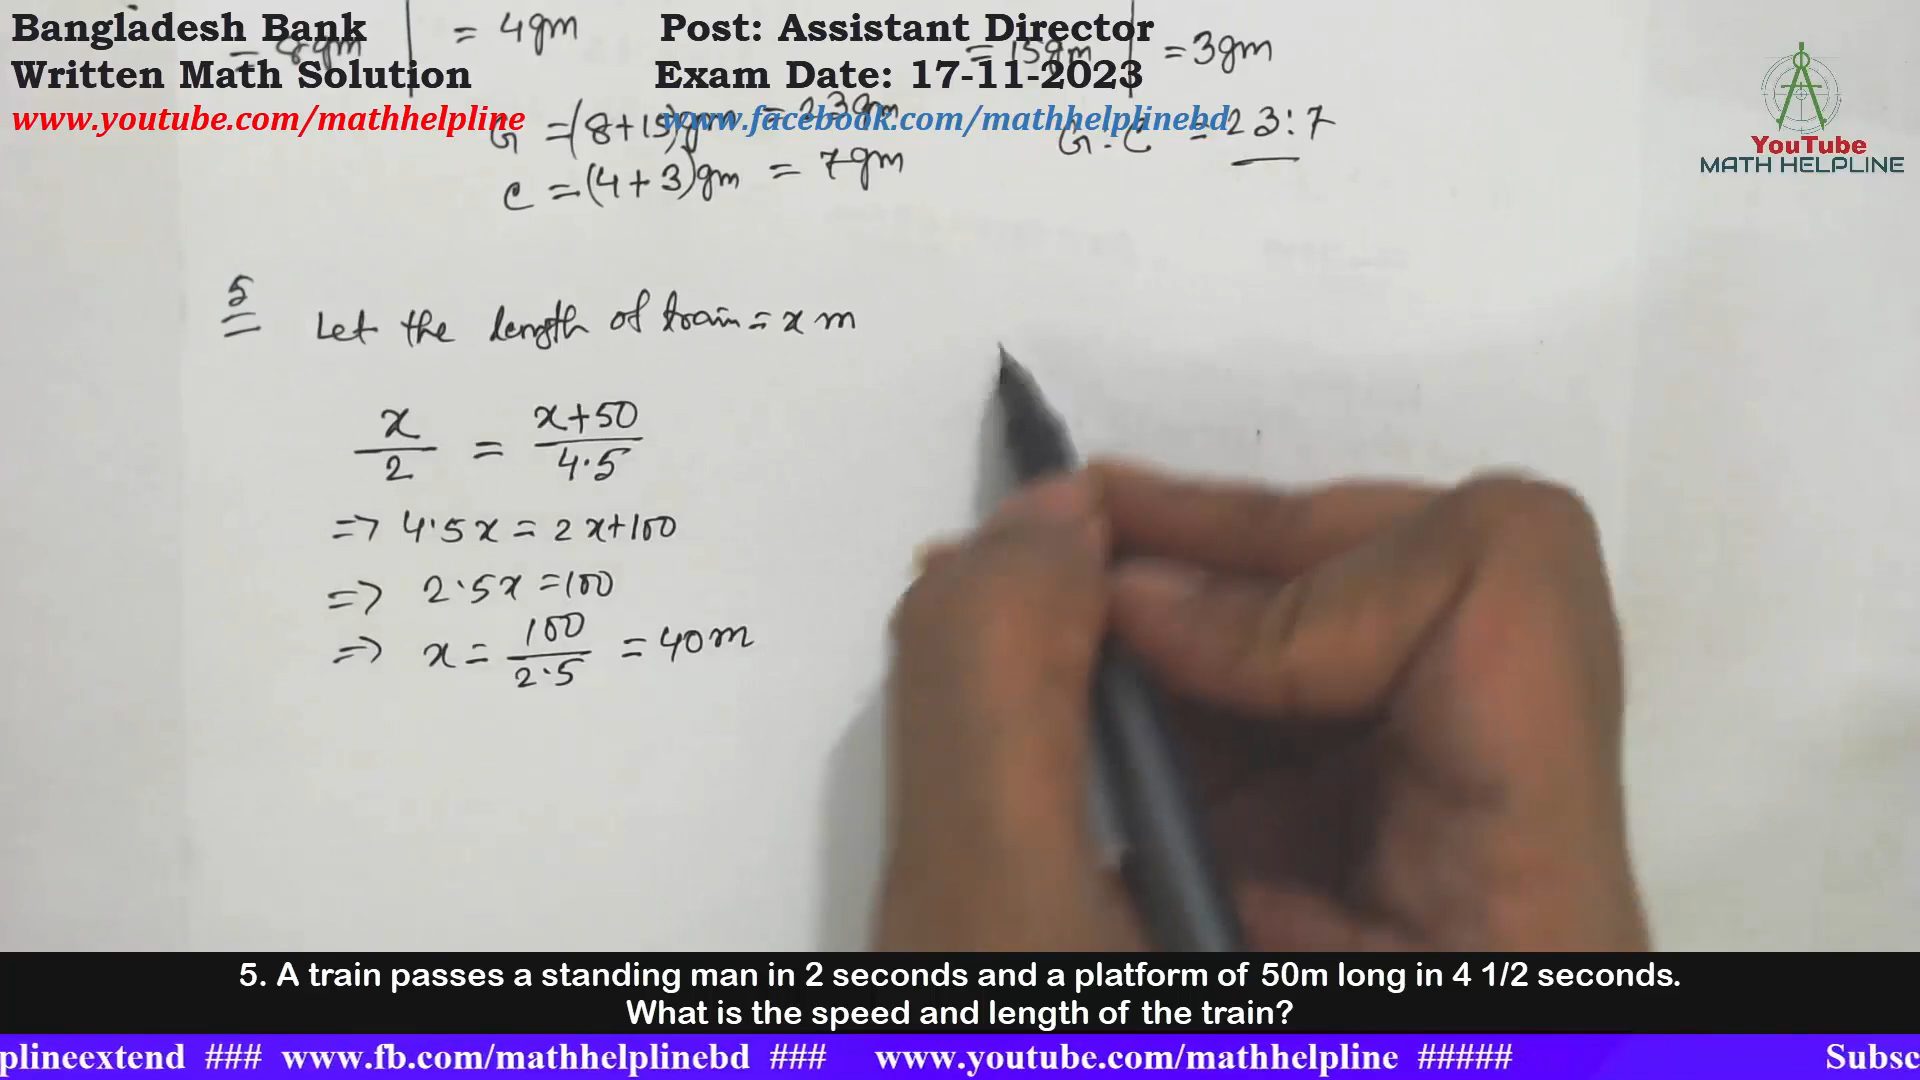 Bangladesh Bank
Post: Assistant Director
= 8gm
= 4gm
= 15gm
= 3gm
Written Math Solution
Exam Date: 17-11-2023
www.youtube.com/mathhelpline
www.facebook.com/mathhelplinebd
G = (8+15)gm = 23gm
G : C = 23:7
C = (4+3)gm = 7gm
YouTube
MATH HELPLINE
5
Let the length of train = x m
x/2 = x+50/4.5
=> 4.5x = 2x+100
=> 2.5x = 100
=> x = 100/2.5 = 40m
5. A train passes a standing man in 2 seconds and a platform of 50m long in 4 1/2 seconds.
What is the speed and length of the train?
plineextend ### www.fb.com/mathhelplinebd ### www.youtube.com/mathhelpline ##### Subsc